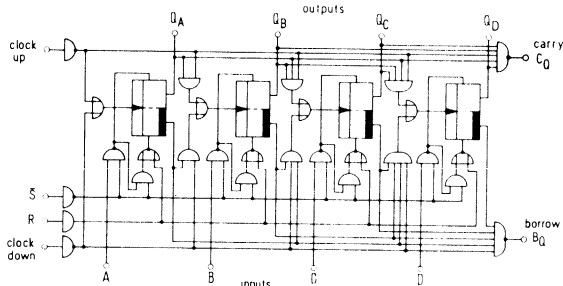 outputs
Q_A Q_B Q_C Q_D
clock up
carry C_Q
S̄
R
clock down
borrow B_Q
A B C D
inputs